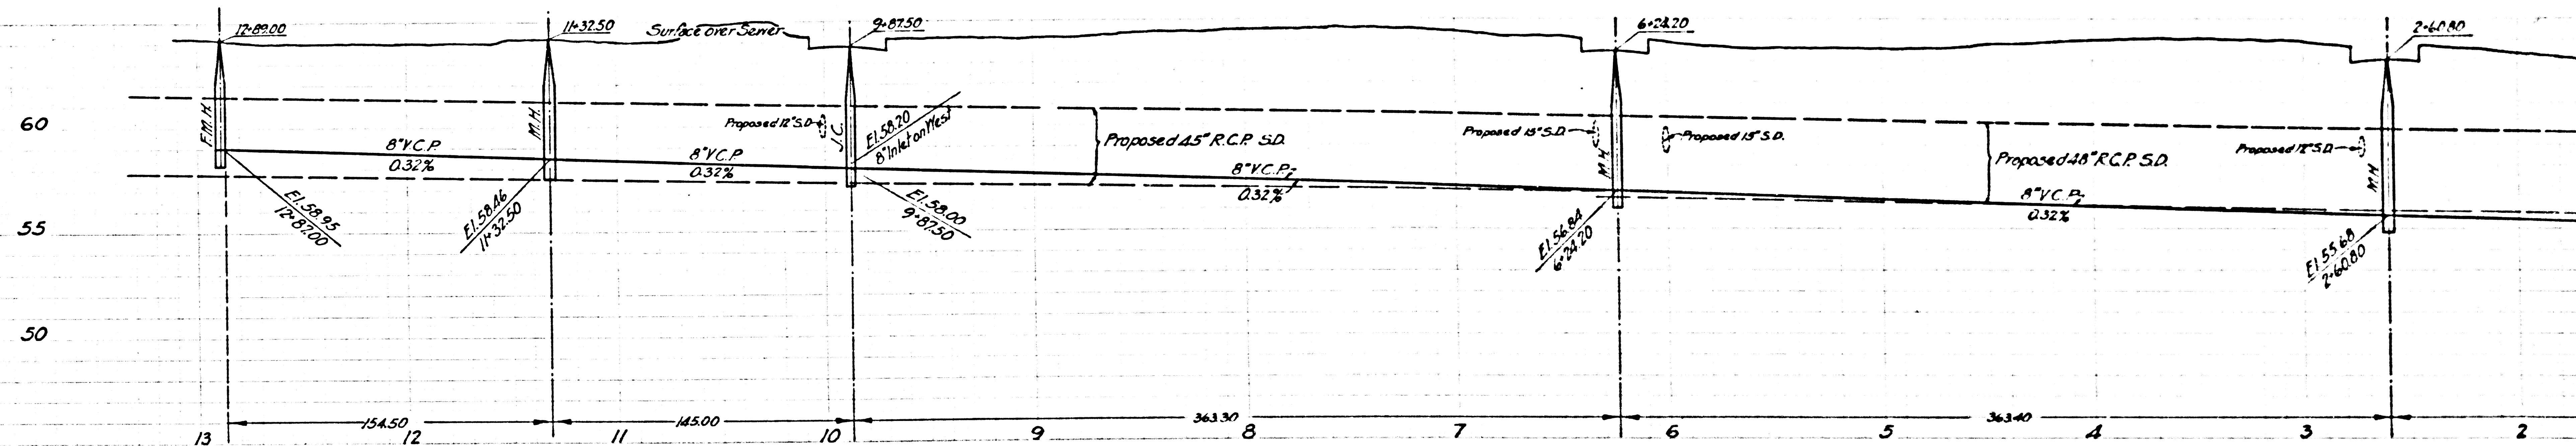 12+89.00
11+32.50
Surface over Sewer
9+87.50
6+24.20
2+60.80
60
55
50
F.M.H.
8" V.C.P.
0.32%
El. 58.95
12+87.00
M.H.
El. 58.46
11+32.50
8" V.C.P.
0.32%
Proposed 12" S.D.
J.C.
El. 58.20
8" Inlet on West
El. 58.00
9+87.50
Proposed 45" R.C.P. S.D.
8" V.C.P.
0.32%
Proposed 15" S.D.
M.H.
El. 56.84
6+24.20
Proposed 15" S.D.
Proposed 48" R.C.P. S.D.
8" V.C.P.
0.32%
Proposed 12" S.D.
M.H.
El. 55.68
2+60.80
154.50
145.00
363.30
363.40
13 12 11 10 9 8 7 6 5 4 3 2